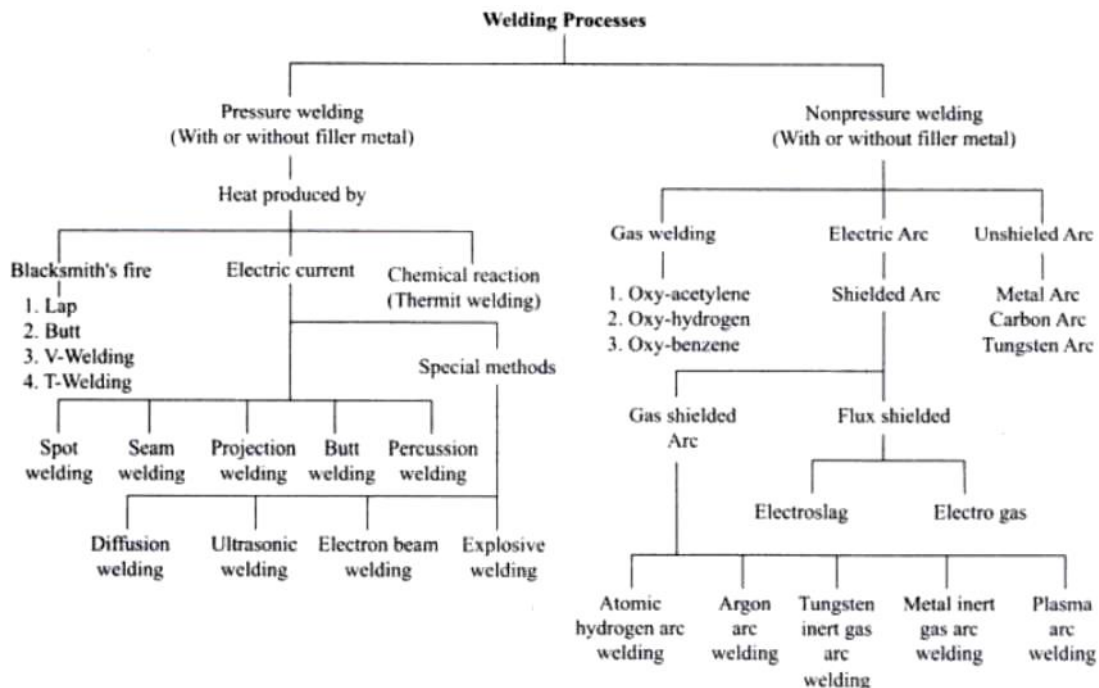 Welding Processes
Pressure welding
(With or without filler metal)
Nonpressure welding
(With or without filler metal)
Heat produced by
Gas welding
Electric Arc
Unshieled Arc
Blacksmith's fire
Electric current
Chemical reaction
(Thermit welding)
1. Lap
2. Butt
3. V-Welding
4. T-Welding
1. Oxy-acetylene
2. Oxy-hydrogen
3. Oxy-benzene
Shielded Arc
Metal Arc
Carbon Arc
Tungsten Arc
Special methods
Gas shielded
Arc
Flux shielded
Spot
welding
Seam
welding
Projection
welding
Butt
welding
Percussion
welding
Electroslag
Electro gas
Diffusion
welding
Ultrasonic
welding
Electron beam
welding
Explosive
welding
Atomic
hydrogen arc
welding
Argon
arc
welding
Tungsten
inert gas
arc
welding
Metal inert
gas arc
welding
Plasma
arc
welding